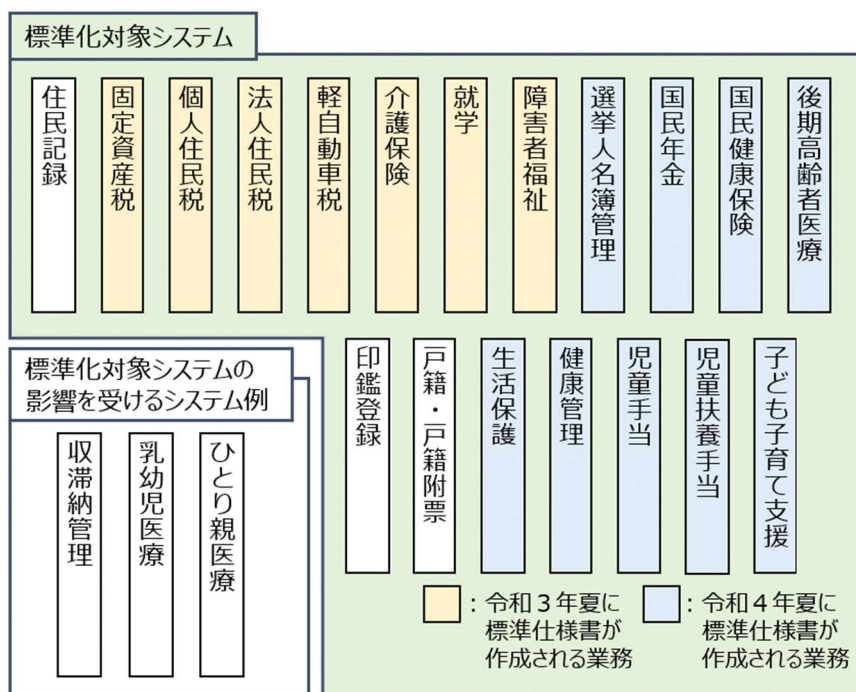 標準化対象システム
住民記録
固定資産税
個人住民税
法人住民税
軽自動車税
介護保険
就学
障害者福祉
選挙人名簿管理
国民年金
国民健康保険
後期高齢者医療
標準化対象システムの
影響を受けるシステム例
収滞納管理
乳幼児医療
ひとり親医療
印鑑登録
戸籍・戸籍附票
生活保護
健康管理
児童手当
児童扶養手当
子ども子育て支援
:令和3年夏に
標準仕様書が
作成される業務
:令和4年夏に
標準仕様書が
作成される業務